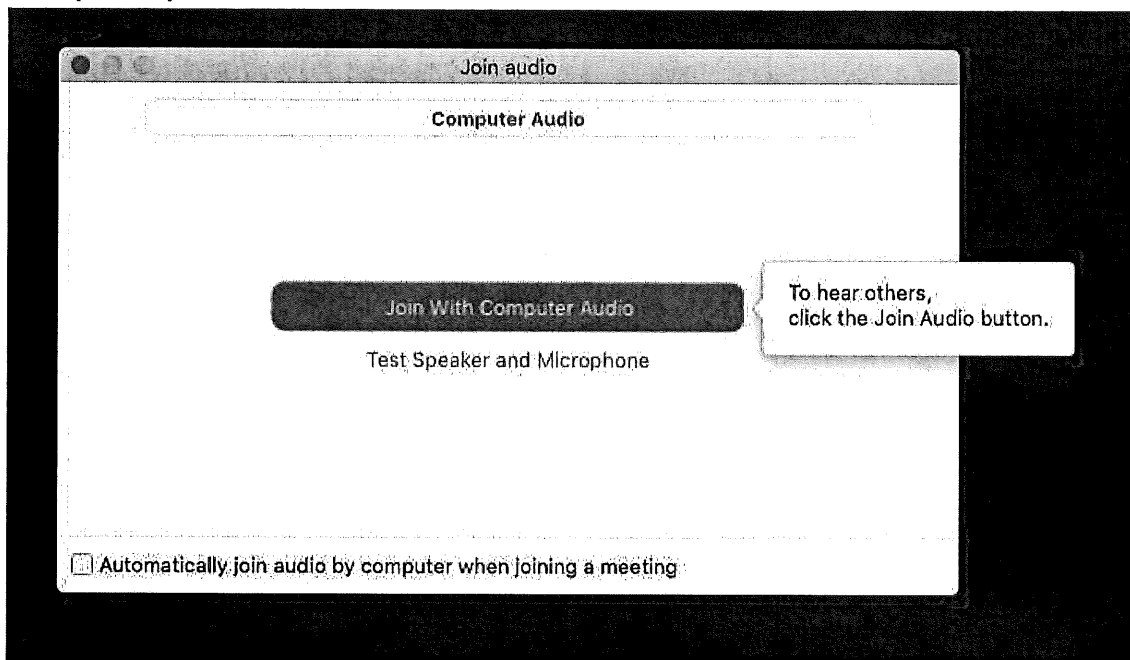 Join audio
Computer Audio
Join With Computer Audio
To hear others,
click the Join Audio button.
Test Speaker and Microphone
Automatically join audio by computer when joining a meeting